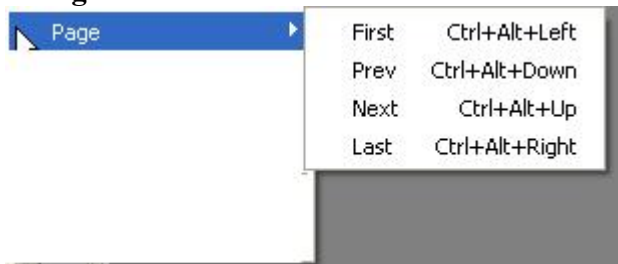 Page
First Ctrl+Alt+Left
Prev Ctrl+Alt+Down
Next Ctrl+Alt+Up
Last Ctrl+Alt+Right